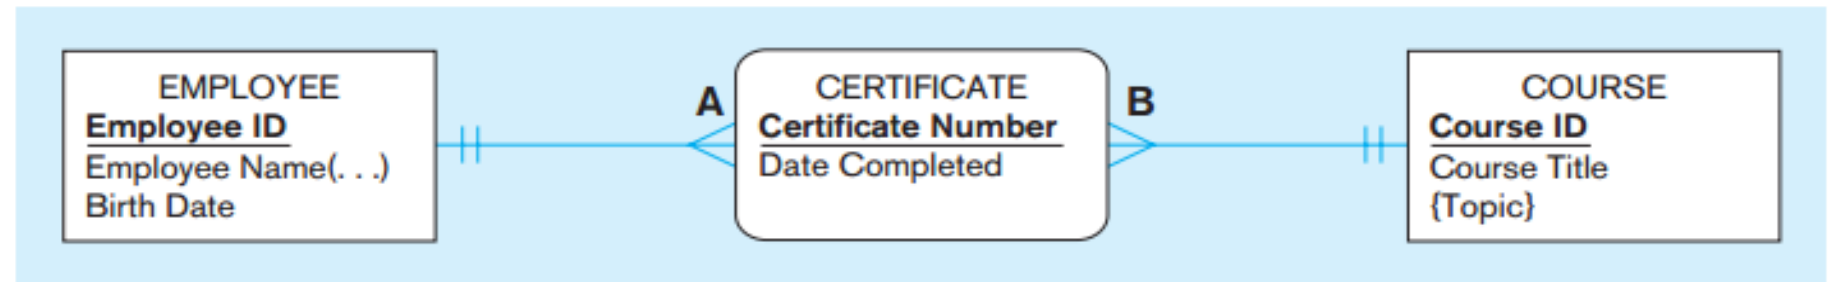 EMPLOYEE
Employee ID
Employee Name(. . .)
Birth Date
A
CERTIFICATE
Certificate Number
Date Completed
B
COURSE
Course ID
Course Title
{Topic}